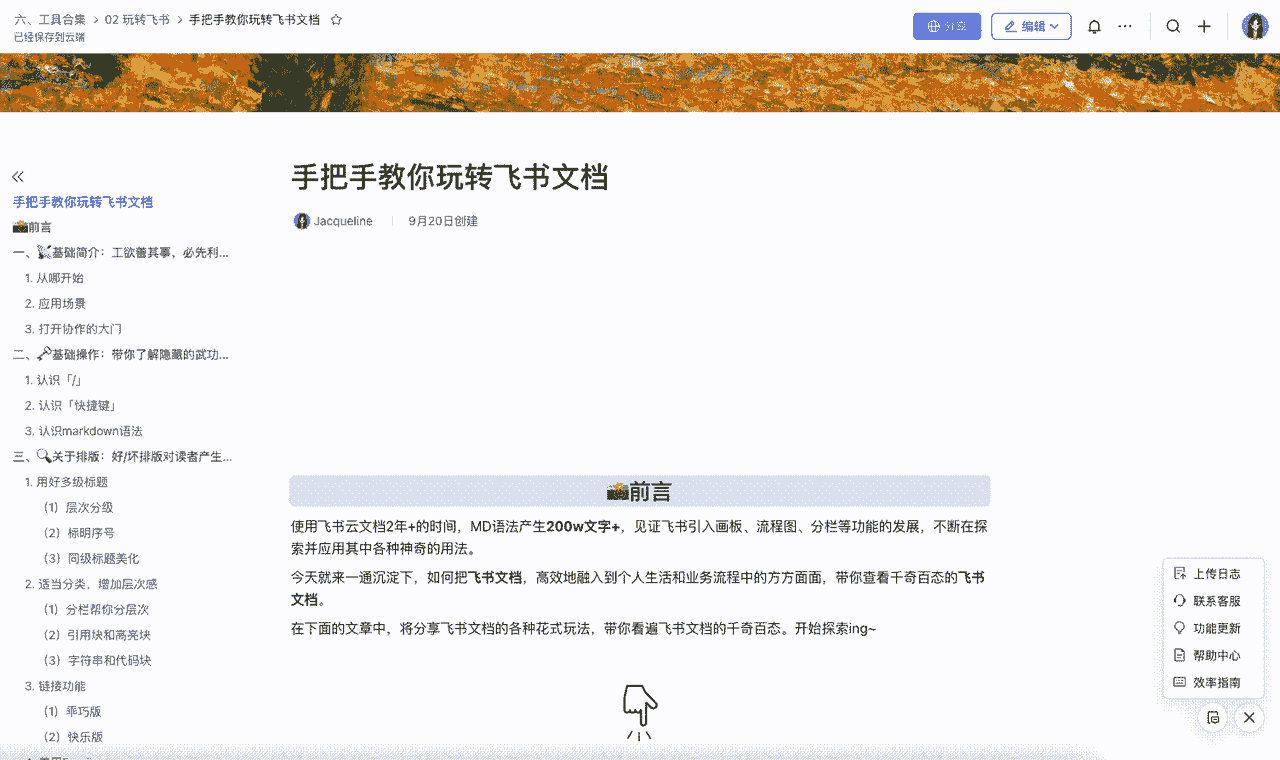 六、工具合集 > 02 玩转飞书 > 手把手教你玩转飞书文档
已经保存到云端
分享
编辑
手把手教你玩转飞书文档
前言
一、基础简介：工欲善其事，必先利...
1. 从哪开始
2. 应用场景
3. 打开协作的大门
二、基础操作：带你了解隐藏的武功...
1. 认识「/」
2. 认识「快捷键」
3. 认识markdown语法
三、关于排版：好/坏排版对读者产生...
1. 用好多级标题
（1）层次分级
（2）标明序号
（3）同级标题美化
2. 适当分类，增加层次感
（1）分栏帮你分层次
（2）引用块和高亮块
（3）字符串和代码块
3. 链接功能
（1）乖巧版
（2）快乐版
手把手教你玩转飞书文档
Jacqueline
9月20日创建
前言
使用飞书云文档2年+的时间，MD语法产生200w文字+，见证飞书引入画板、流程图、分栏等功能的发展，不断在探
索并应用其中各种神奇的用法。
今天就来一通沉淀下，如何把飞书文档，高效地融入到个人生活和业务流程中的方方面面，带你查看千奇百态的飞书
文档。
在下面的文章中，将分享飞书文档的各种花式玩法，带你看遍飞书文档的千奇百态。开始探索ing~
上传日志
联系客服
功能更新
帮助中心
效率指南